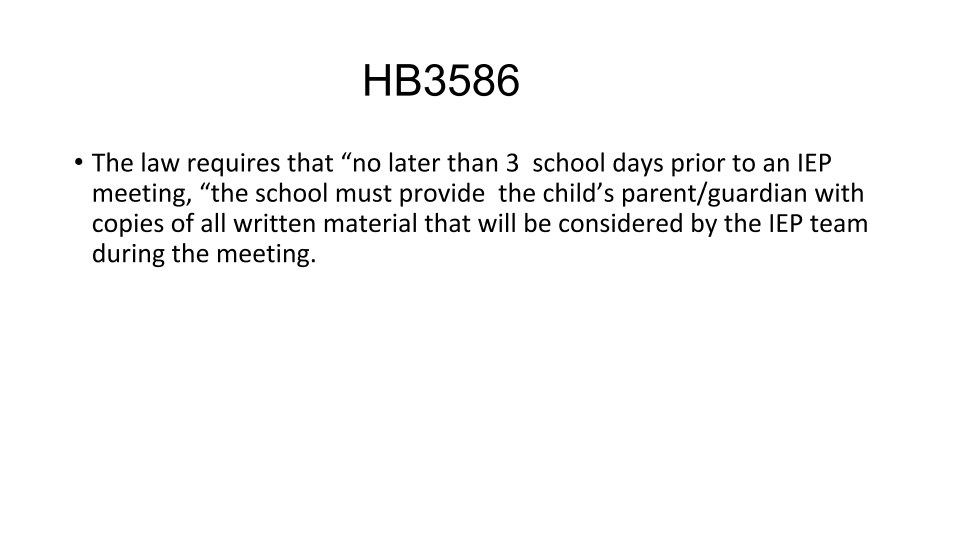 HB3586
• The law requires that “no later than 3  school days prior to an IEP
meeting, “the school must provide  the child’s parent/guardian with
copies of all written material that will be considered by the IEP team
during the meeting.